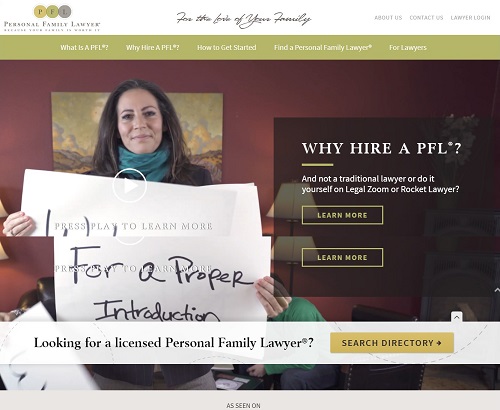 PFL
PERSONAL FAMILY LAWYER®
BECAUSE YOUR FAMILY IS WORTH IT
For the love of Your Family
ABOUT US
CONTACT US
LAWYER LOGIN
What Is A PFL®?
Why Hire A PFL®?
How to Get Started
Find a Personal Family Lawyer®
For Lawyers
WHY HIRE A PFL®?
And not a traditional lawyer or do it
yourself on Legal Zoom or Rocket Lawyer?
LEARN MORE
LEARN MORE
PRESS PLAY TO LEARN MORE
PRESS PLAY TO LEARN MORE
For a Proper
Introduction
Looking for a licensed Personal Family Lawyer®?
SEARCH DIRECTORY →
AS SEEN ON